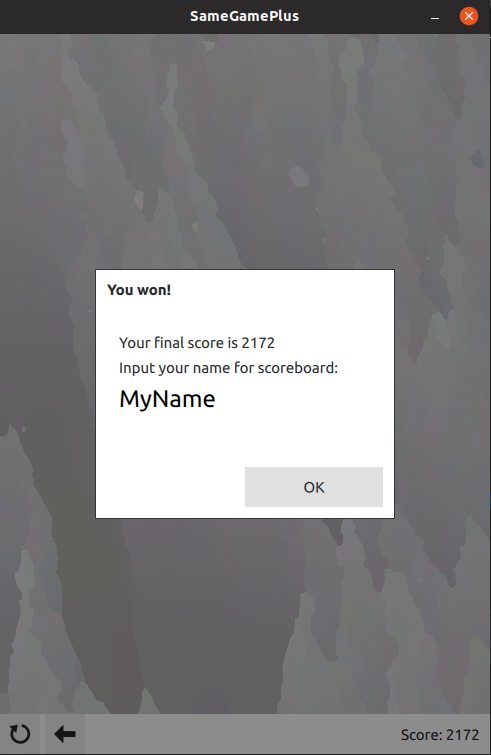 SameGamePlus
You won!
Your final score is 2172
Input your name for scoreboard:
MyName
OK
Score: 2172